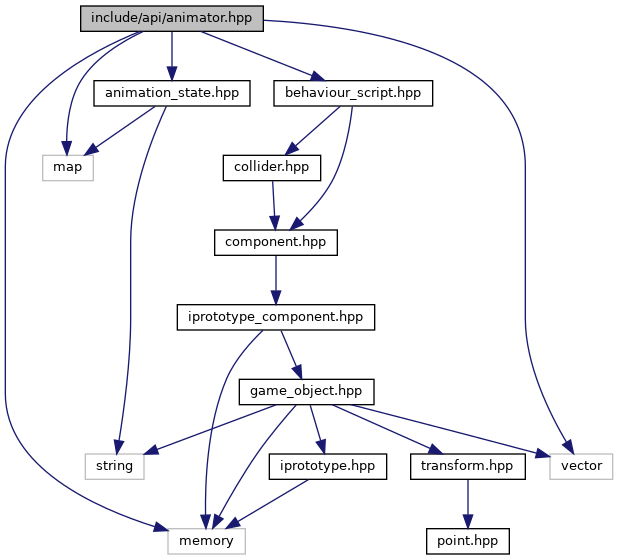 include/api/animator.hpp
animation_state.hpp
behaviour_script.hpp
map
collider.hpp
component.hpp
iprototype_component.hpp
game_object.hpp
string
iprototype.hpp
transform.hpp
vector
memory
point.hpp